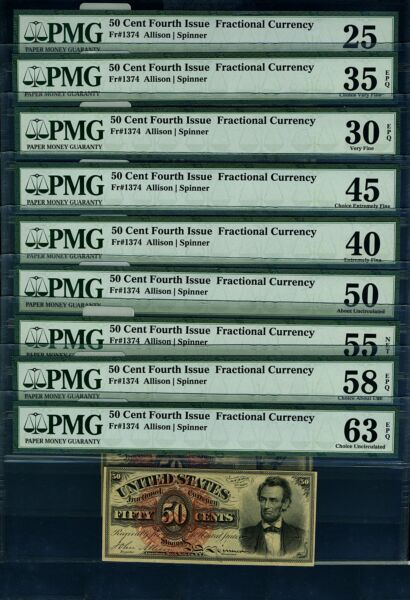 PMG
PAPER MONEY GUARANTY
50 Cent Fourth Issue Fractional Currency
Fr#1374 Allison | Spinner
25
PMG
PAPER MONEY GUARANTY
50 Cent Fourth Issue Fractional Currency
Fr#1374 Allison | Spinner
35 EPQ
Choice Very Fine
PMG
PAPER MONEY GUARANTY
50 Cent Fourth Issue Fractional Currency
Fr#1374 Allison | Spinner
30 EPQ
Very Fine
PMG
PAPER MONEY GUARANTY
50 Cent Fourth Issue Fractional Currency
Fr#1374 Allison | Spinner
45
Choice Extremely Fine
PMG
PAPER MONEY GUARANTY
50 Cent Fourth Issue Fractional Currency
Fr#1374 Allison | Spinner
40
Extremely Fine
PMG
PAPER MONEY GUARANTY
50 Cent Fourth Issue Fractional Currency
Fr#1374 Allison | Spinner
50
About Uncirculated
PMG
PAPER MONEY
50 Cent Fourth Issue Fractional Currency
Fr#1374 Allison | Spinner
55 NET
PMG
PAPER MONEY GUARANTY
50 Cent Fourth Issue Fractional Currency
Fr#1374 Allison | Spinner
58 EPQ
Choice About Unc
PMG
PAPER MONEY GUARANTY
50 Cent Fourth Issue Fractional Currency
Fr#1374 Allison | Spinner
63 EPQ
Choice Uncirculated
50 50
UNITED STATES
Fractional Currency
FIFTY 50 CENTS